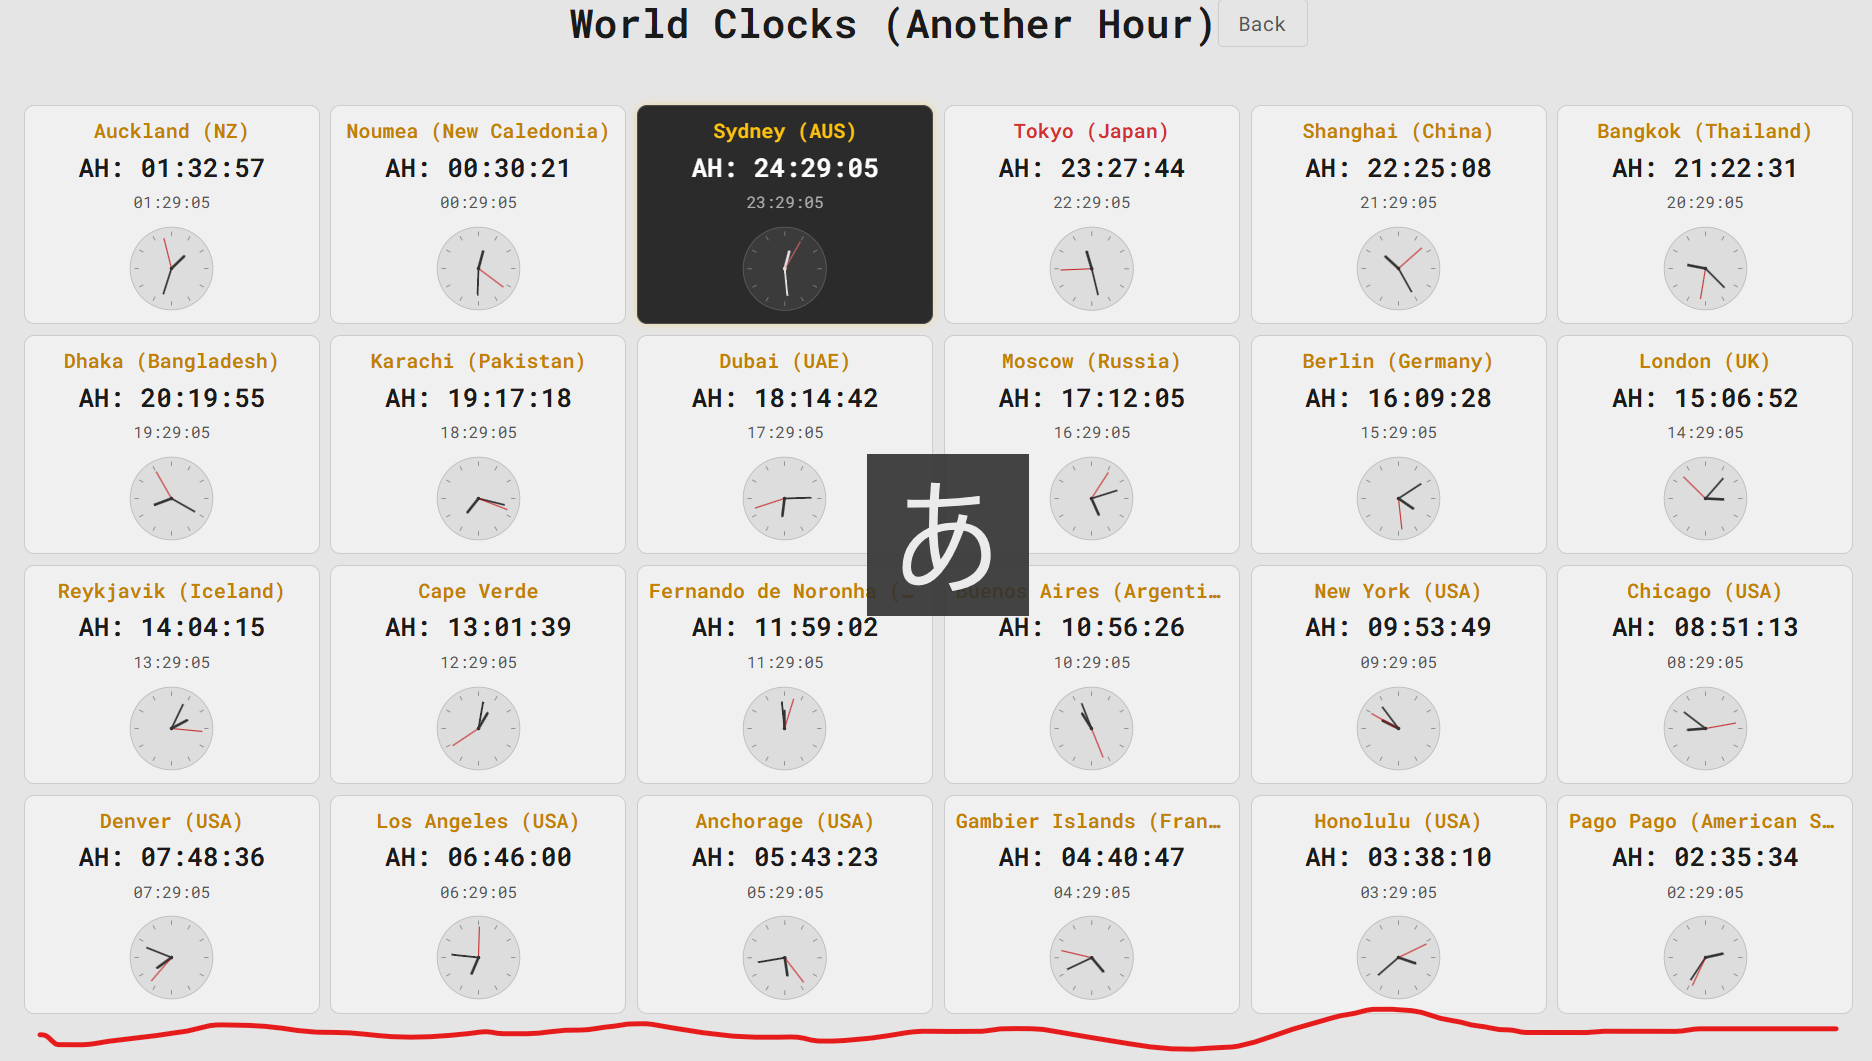 World Clocks (Another Hour) Back
Auckland (NZ)
AH: 01:32:57
01:29:05
Noumea (New Caledonia)
AH: 00:30:21
00:29:05
Sydney (AUS)
AH: 24:29:05
23:29:05
Tokyo (Japan)
AH: 23:27:44
22:29:05
Shanghai (China)
AH: 22:25:08
21:29:05
Bangkok (Thailand)
AH: 21:22:31
20:29:05
Dhaka (Bangladesh)
AH: 20:19:55
19:29:05
Karachi (Pakistan)
AH: 19:17:18
18:29:05
Dubai (UAE)
AH: 18:14:42
17:29:05
Moscow (Russia)
AH: 17:12:05
16:29:05
Berlin (Germany)
AH: 16:09:28
15:29:05
London (UK)
AH: 15:06:52
14:29:05
あ
Reykjavik (Iceland)
AH: 14:04:15
13:29:05
Cape Verde
AH: 13:01:39
12:29:05
Fernando de Noronha (…
AH: 11:59:02
11:29:05
Buenos Aires (Argenti…
AH: 10:56:26
10:29:05
New York (USA)
AH: 09:53:49
09:29:05
Chicago (USA)
AH: 08:51:13
08:29:05
Denver (USA)
AH: 07:48:36
07:29:05
Los Angeles (USA)
AH: 06:46:00
06:29:05
Anchorage (USA)
AH: 05:43:23
05:29:05
Gambier Islands (Fran…
AH: 04:40:47
04:29:05
Honolulu (USA)
AH: 03:38:10
03:29:05
Pago Pago (American S…
AH: 02:35:34
02:29:05